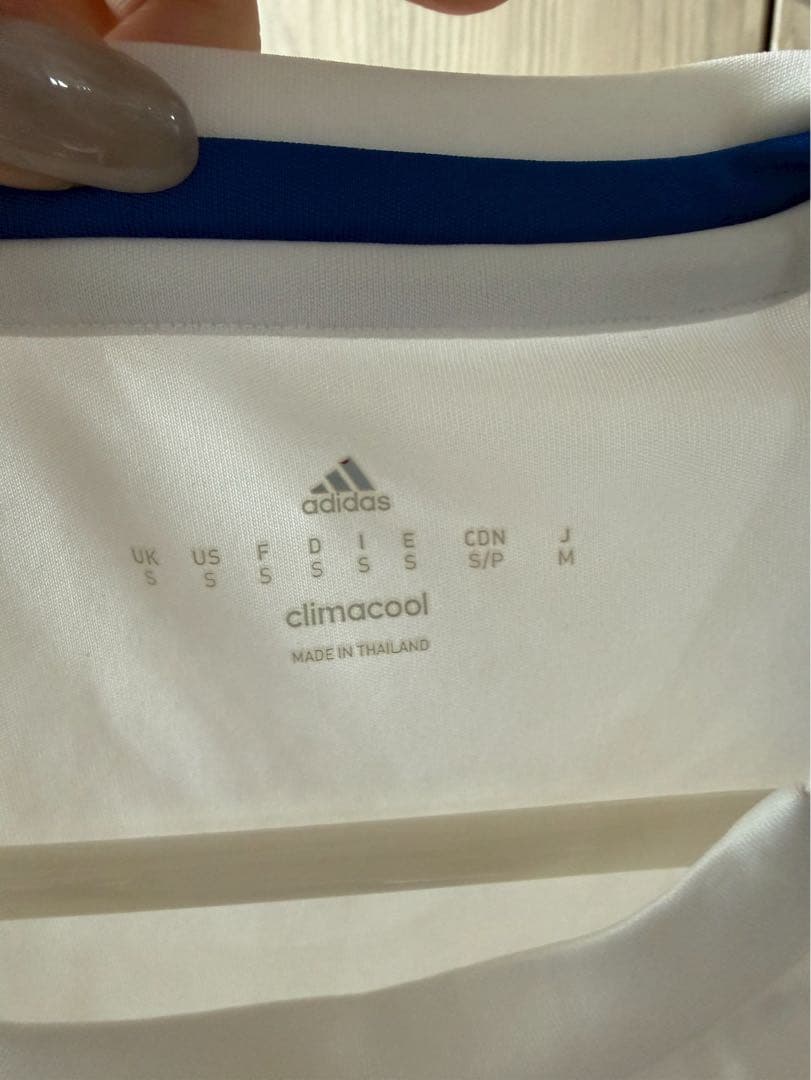 adidas
UK US F D I E CDN J
S S S S S S S/P M
climacool
MADE IN THAILAND